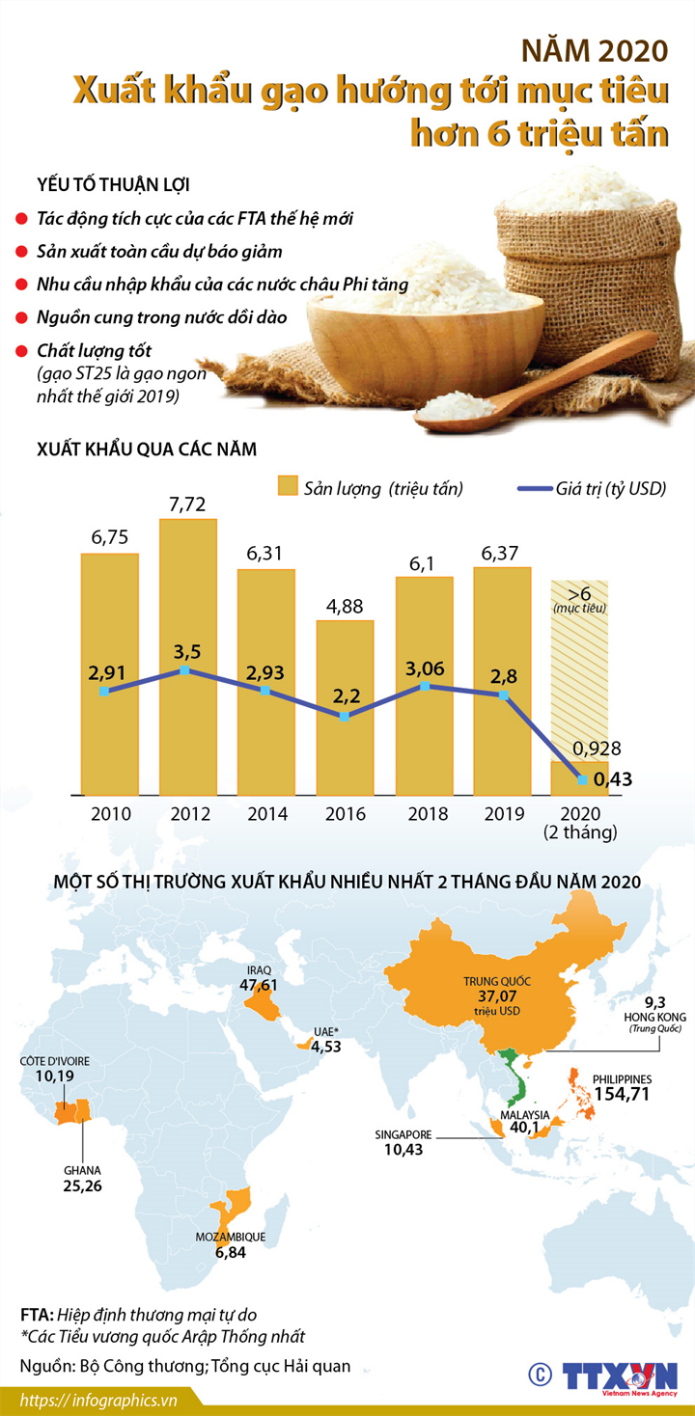 NĂM 2020
Xuất khẩu gạo hướng tới mục tiêu
hơn 6 triệu tấn
YẾU TỐ THUẬN LỢI
Tác động tích cực của các FTA thế hệ mới
Sản xuất toàn cầu dự báo giảm
Nhu cầu nhập khẩu của các nước châu Phi tăng
Nguồn cung trong nước dồi dào
Chất lượng tốt
(gạo ST25 là gạo ngon
nhất thế giới 2019)
XUẤT KHẨU QUA CÁC NĂM
Sản lượng (triệu tấn)
Giá trị (tỷ USD)
6,75
7,72
6,31
4,88
6,1
6,37
>6
(mục tiêu)
0,928
2,91
3,5
2,93
2,2
3,06
2,8
0,43
2010
2012
2014
2016
2018
2019
2020
(2 tháng)
MỘT SỐ THỊ TRƯỜNG XUẤT KHẨU NHIỀU NHẤT 2 THÁNG ĐẦU NĂM 2020
IRAQ
47,61
TRUNG QUỐC
37,07
triệu USD
9,3
HONG KONG
(Trung Quốc)
UAE*
4,53
CÔTE D'IVOIRE
10,19
PHILIPPINES
154,71
MALAYSIA
40,1
SINGAPORE
10,43
GHANA
25,26
MOZAMBIQUE
6,84
FTA: Hiệp định thương mại tự do
*Các Tiểu vương quốc Arập Thống nhất
Nguồn: Bộ Công thương; Tổng cục Hải quan
© TTXVN
Vietnam News Agency
https://infographics.vn